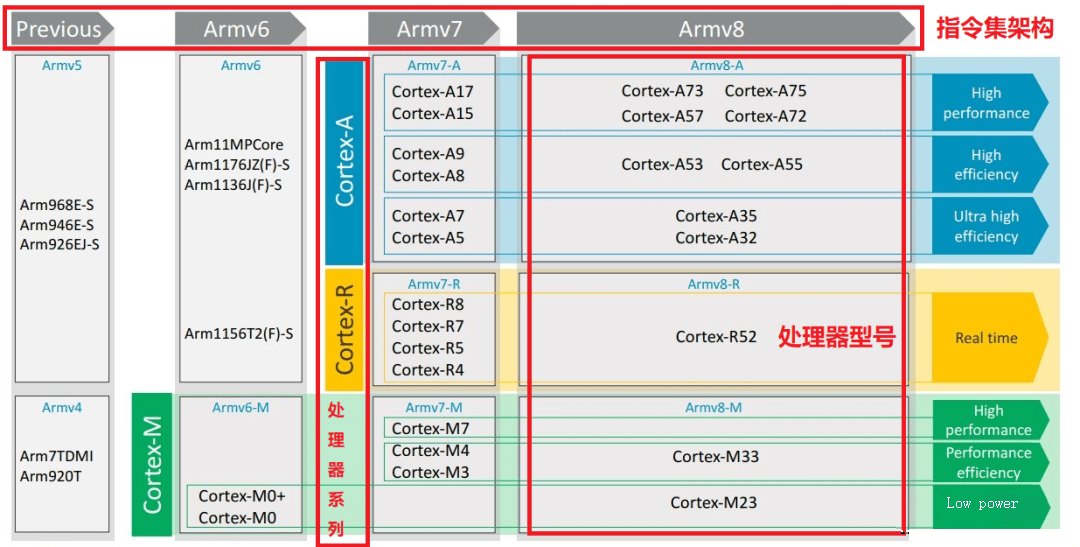 Previous
Armv6
Armv7
Armv8
指令集架构
Armv5
Arm968E-S
Arm946E-S
Arm926EJ-S
Armv6
Arm11MPCore
Arm1176JZ(F)-S
Arm1136J(F)-S
Arm1156T2(F)-S
Cortex-A
Armv7-A
Cortex-A17
Cortex-A15
Cortex-A9
Cortex-A8
Cortex-A7
Cortex-A5
Armv8-A
Cortex-A73 Cortex-A75
Cortex-A57 Cortex-A72
Cortex-A53 Cortex-A55
Cortex-A35
Cortex-A32
High
performance
High
efficiency
Ultra high
efficiency
Cortex-R
Armv7-R
Cortex-R8
Cortex-R7
Cortex-R5
Cortex-R4
Armv8-R
Cortex-R52
处理器型号
Real time
Armv4
Arm7TDMI
Arm920T
Cortex-M
Armv6-M
Cortex-M0+
Cortex-M0
处
理
器
系
列
Armv7-M
Cortex-M7
Cortex-M4
Cortex-M3
Armv8-M
Cortex-M33
Cortex-M23
High
performance
Performance
efficiency
Low power